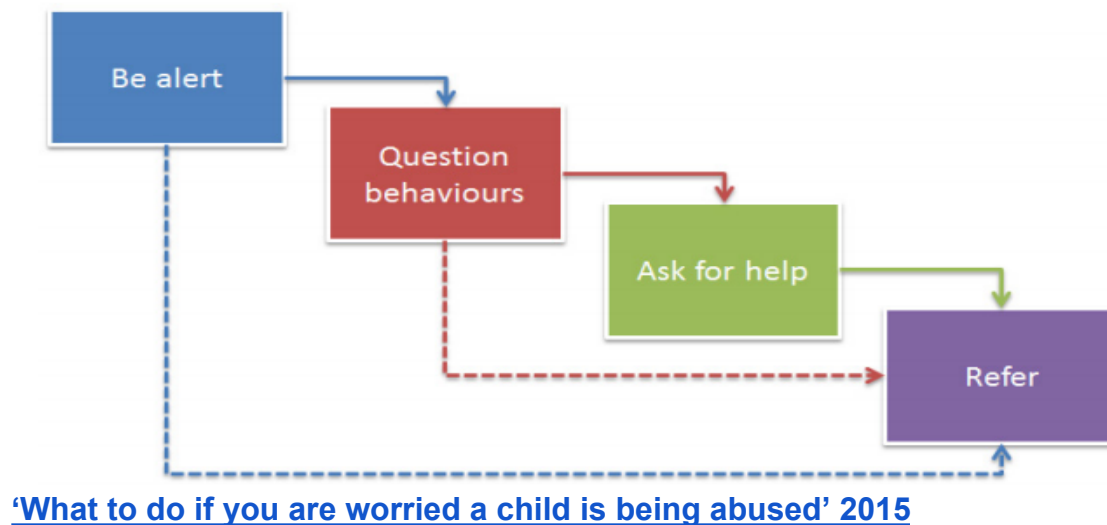 Be alert
Question
behaviours
Ask for help
Refer
‘What to do if you are worried a child is being abused’ 2015